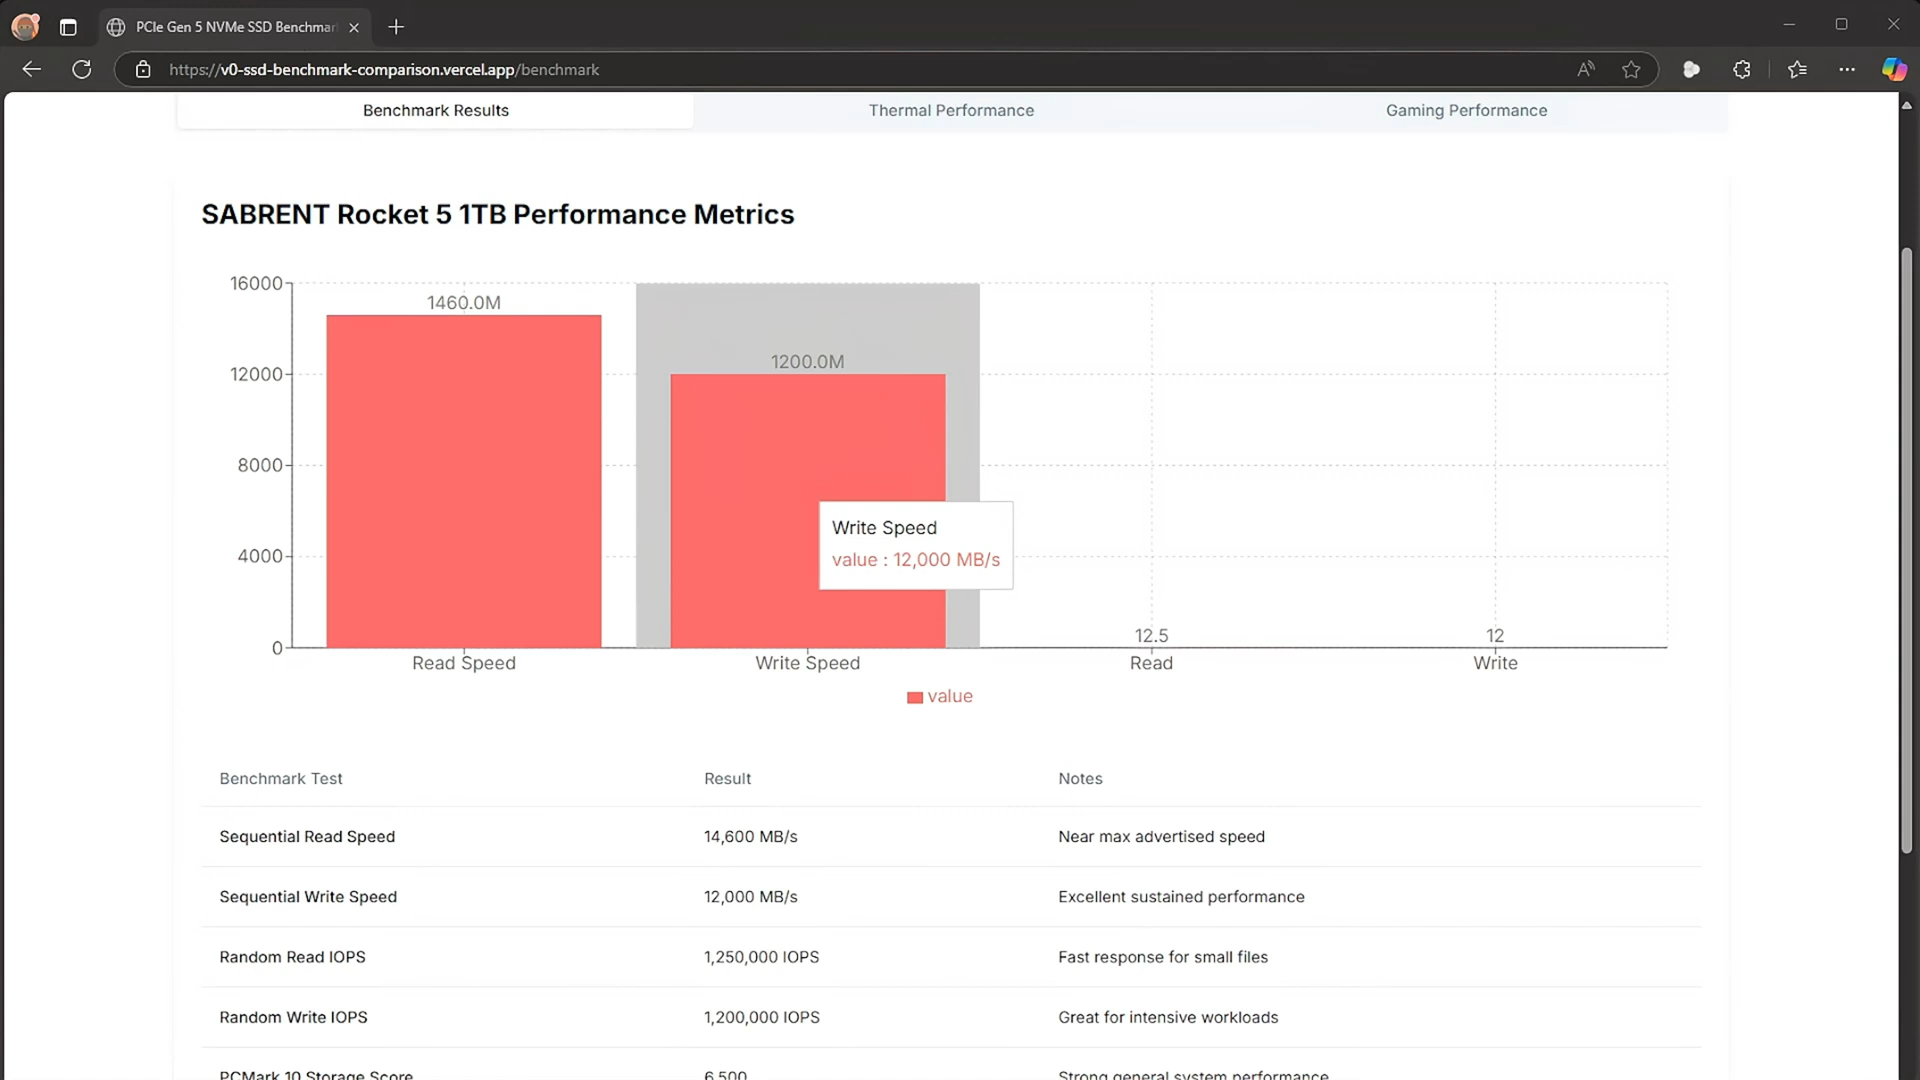 PCIe Gen 5 NVMe SSD Benchmar
https://v0-ssd-benchmark-comparison.vercel.app/benchmark
Benchmark Results
Thermal Performance
Gaming Performance
SABRENT Rocket 5 1TB Performance Metrics
16000
12000
8000
4000
0
1460.0M
1200.0M
12.5
12
Write Speed
value : 12,000 MB/s
Read Speed
Write Speed
Read
Write
value
Benchmark Test Result Notes
Sequential Read Speed 14,600 MB/s Near max advertised speed
Sequential Write Speed 12,000 MB/s Excellent sustained performance
Random Read IOPS 1,250,000 IOPS Fast response for small files
Random Write IOPS 1,200,000 IOPS Great for intensive workloads
PCMark 10 Storage Score 6,500 Strong general system performance